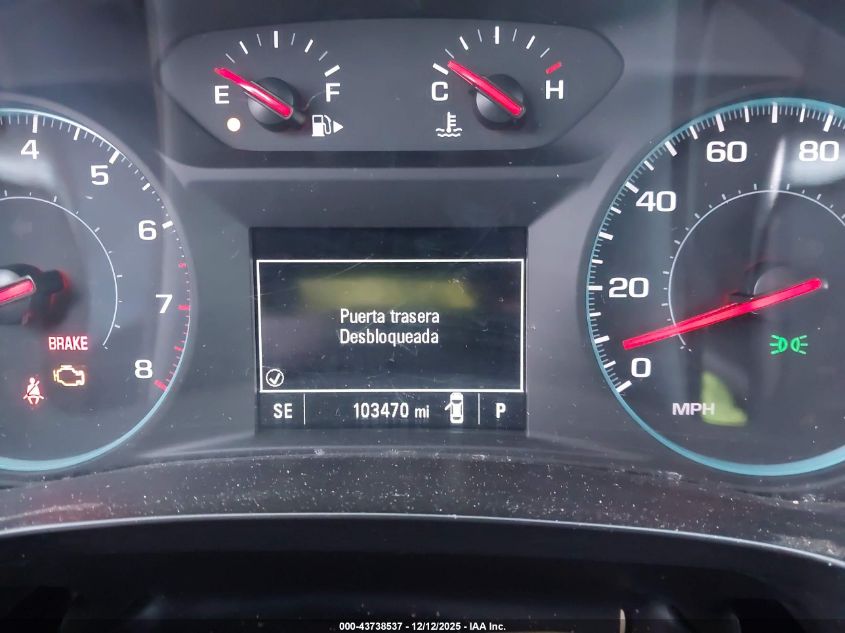 E F
C H
4
5
6
7
8
BRAKE
Puerta trasera
Desbloqueada
SE 103470 mi P
0
20
40
60
80
MPH
000-43738537 - 12/12/2025 - IAA Inc.